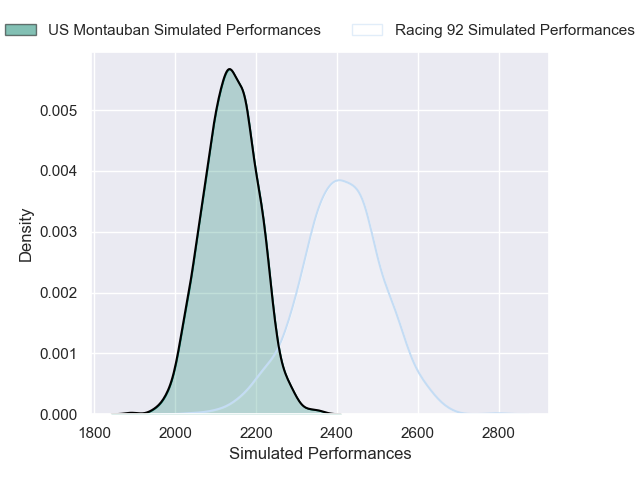 US Montauban Simulated Performances Racing 92 Simulated Performances
0.005
0.004
0.003
0.002
0.001
0.000
Density
1800 2000 2200 2400 2600 2800
Simulated Performances